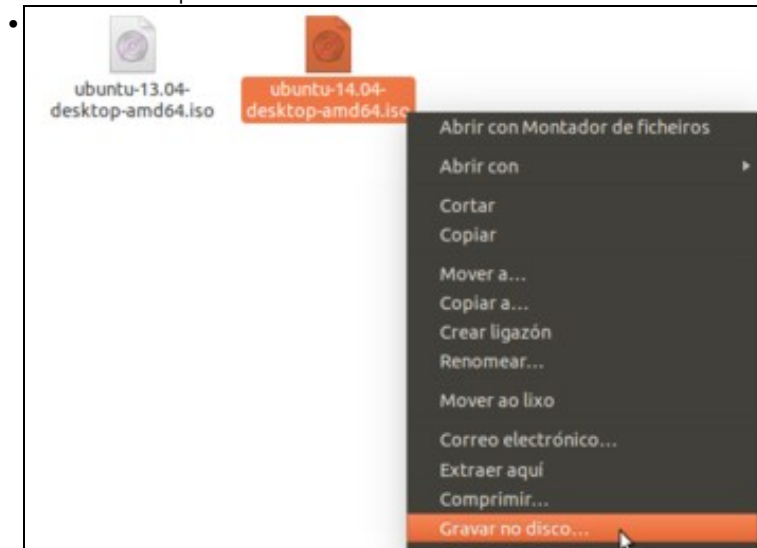 ubuntu-13.04-
desktop-amd64.iso
ubuntu-14.04-
desktop-amd64.iso
Abrir con Montador de ficheiros
Abrir con
Cortar
Copiar
Mover a...
Copiar a...
Crear ligazón
Renomear...
Mover ao lixo
Correo electrónico...
Extraer aquí
Comprimir...
Gravar no disco...